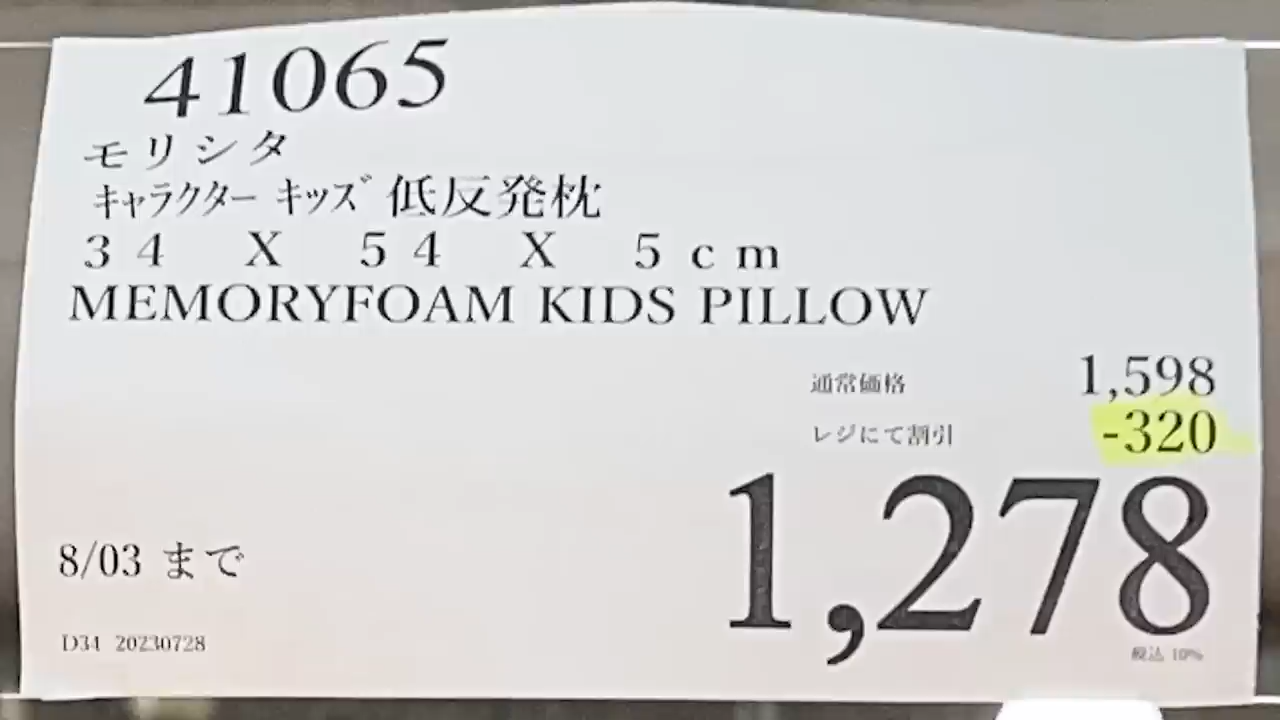 41065
モリシタ
キャラクター キッズ 低反発枕
34 X 54 X 5cm
MEMORYFOAM KIDS PILLOW
通常価格 1,598
レジにて割引 -320
1,278
税込 10%
8/03 まで
D34 20230728